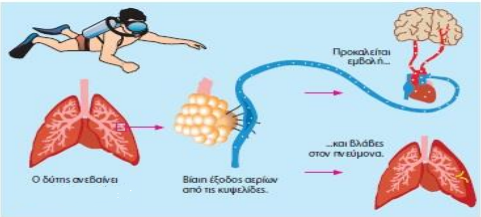 Προκαλείται
εμβολή...
Ο δύτης ανεβαίνει
Βίαιη έξοδος αερίων
από τις κυψελίδες.
...και βλάβες
στον πνεύμονα.